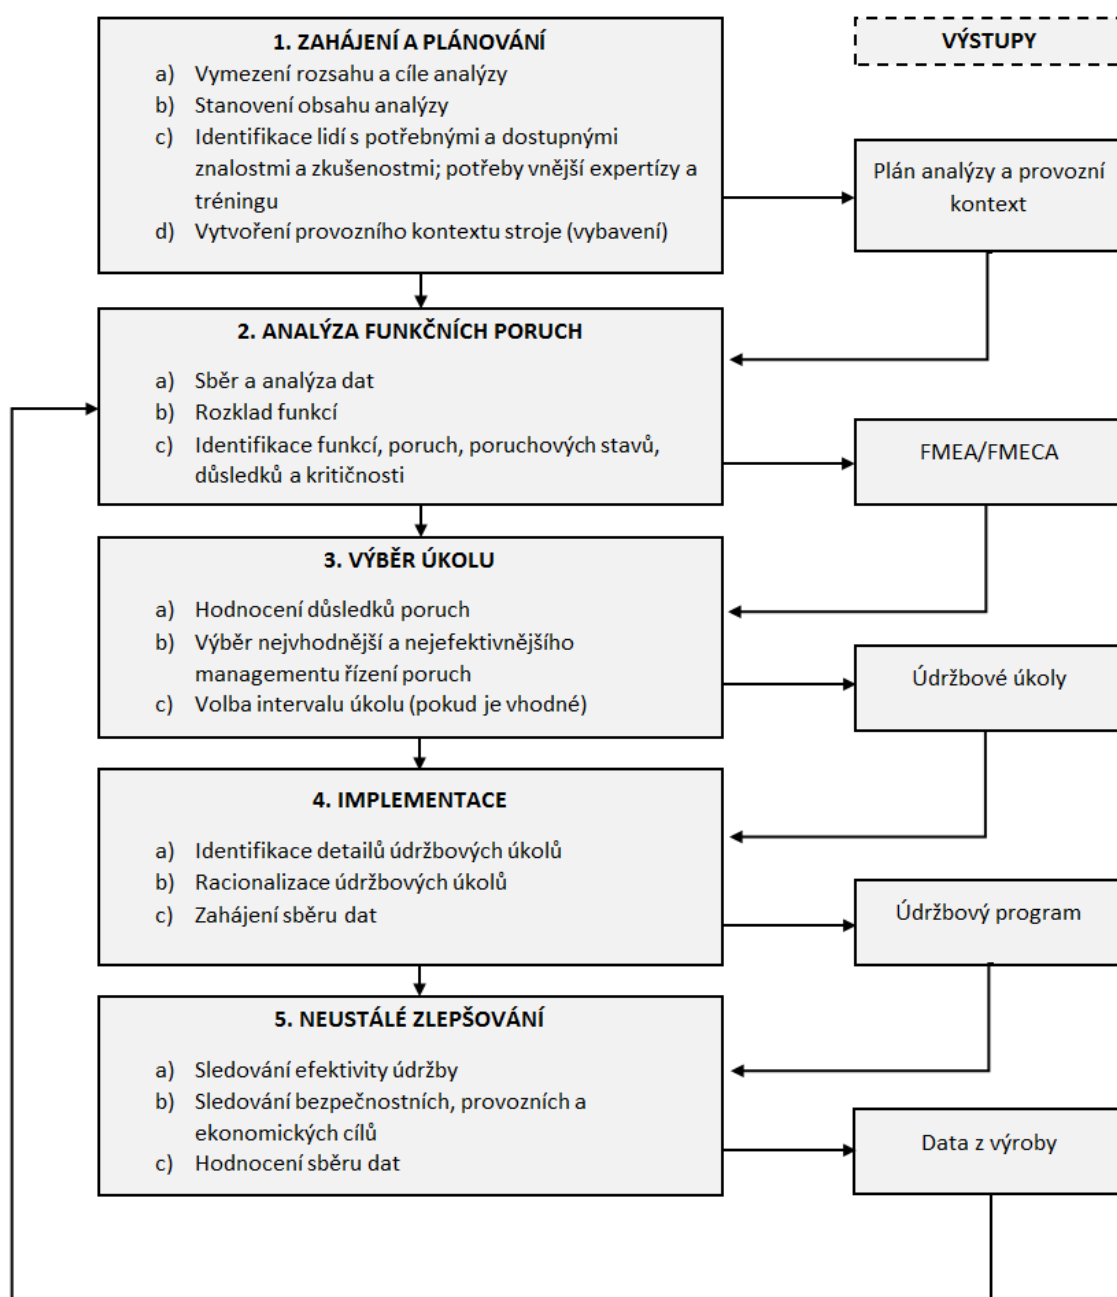 1. ZAHÁJENÍ A PLÁNOVÁNÍ
a) Vymezení rozsahu a cíle analýzy
b) Stanovení obsahu analýzy
c) Identifikace lidí s potřebnými a dostupnými
znalostmi a zkušenostmi; potřeby vnější expertízy a
tréningu
d) Vytvoření provozního kontextu stroje (vybavení)
VÝSTUPY
Plán analýzy a provozní
kontext
2. ANALÝZA FUNKČNÍCH PORUCH
a) Sběr a analýza dat
b) Rozklad funkcí
c) Identifikace funkcí, poruch, poruchových stavů,
důsledků a kritičnosti
FMEA/FMECA
3. VÝBĚR ÚKOLU
a) Hodnocení důsledků poruch
b) Výběr nejvhodnější a nejefektivnějšího
managementu řízení poruch
c) Volba intervalu úkolu (pokud je vhodné)
Údržbové úkoly
4. IMPLEMENTACE
a) Identifikace detailů údržbových úkolů
b) Racionalizace údržbových úkolů
c) Zahájení sběru dat
Údržbový program
5. NEUSTÁLÉ ZLEPŠOVÁNÍ
a) Sledování efektivity údržby
b) Sledování bezpečnostních, provozních a
ekonomických cílů
c) Hodnocení sběru dat
Data z výroby